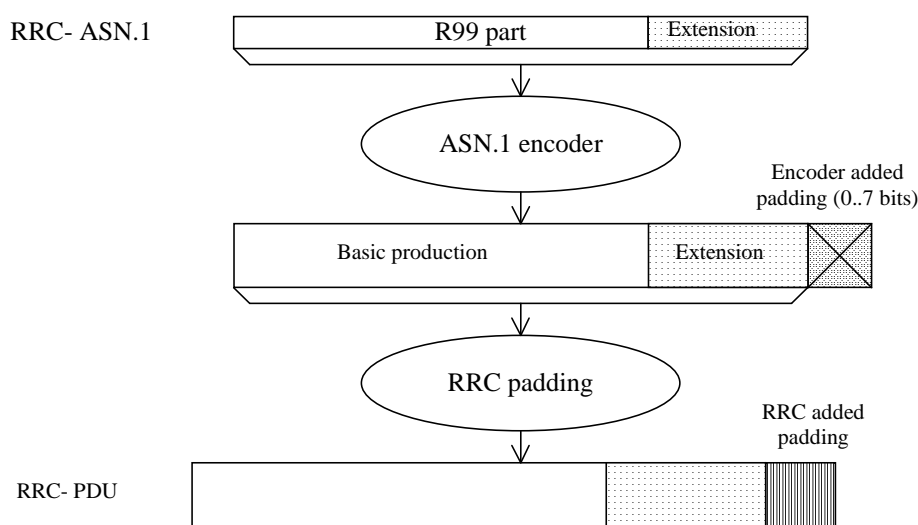 RRC- ASN.1
R99 part
Extension
ASN.1 encoder
Encoder added
padding (0..7 bits)
Basic production
Extension
RRC padding
RRC added
padding
RRC- PDU